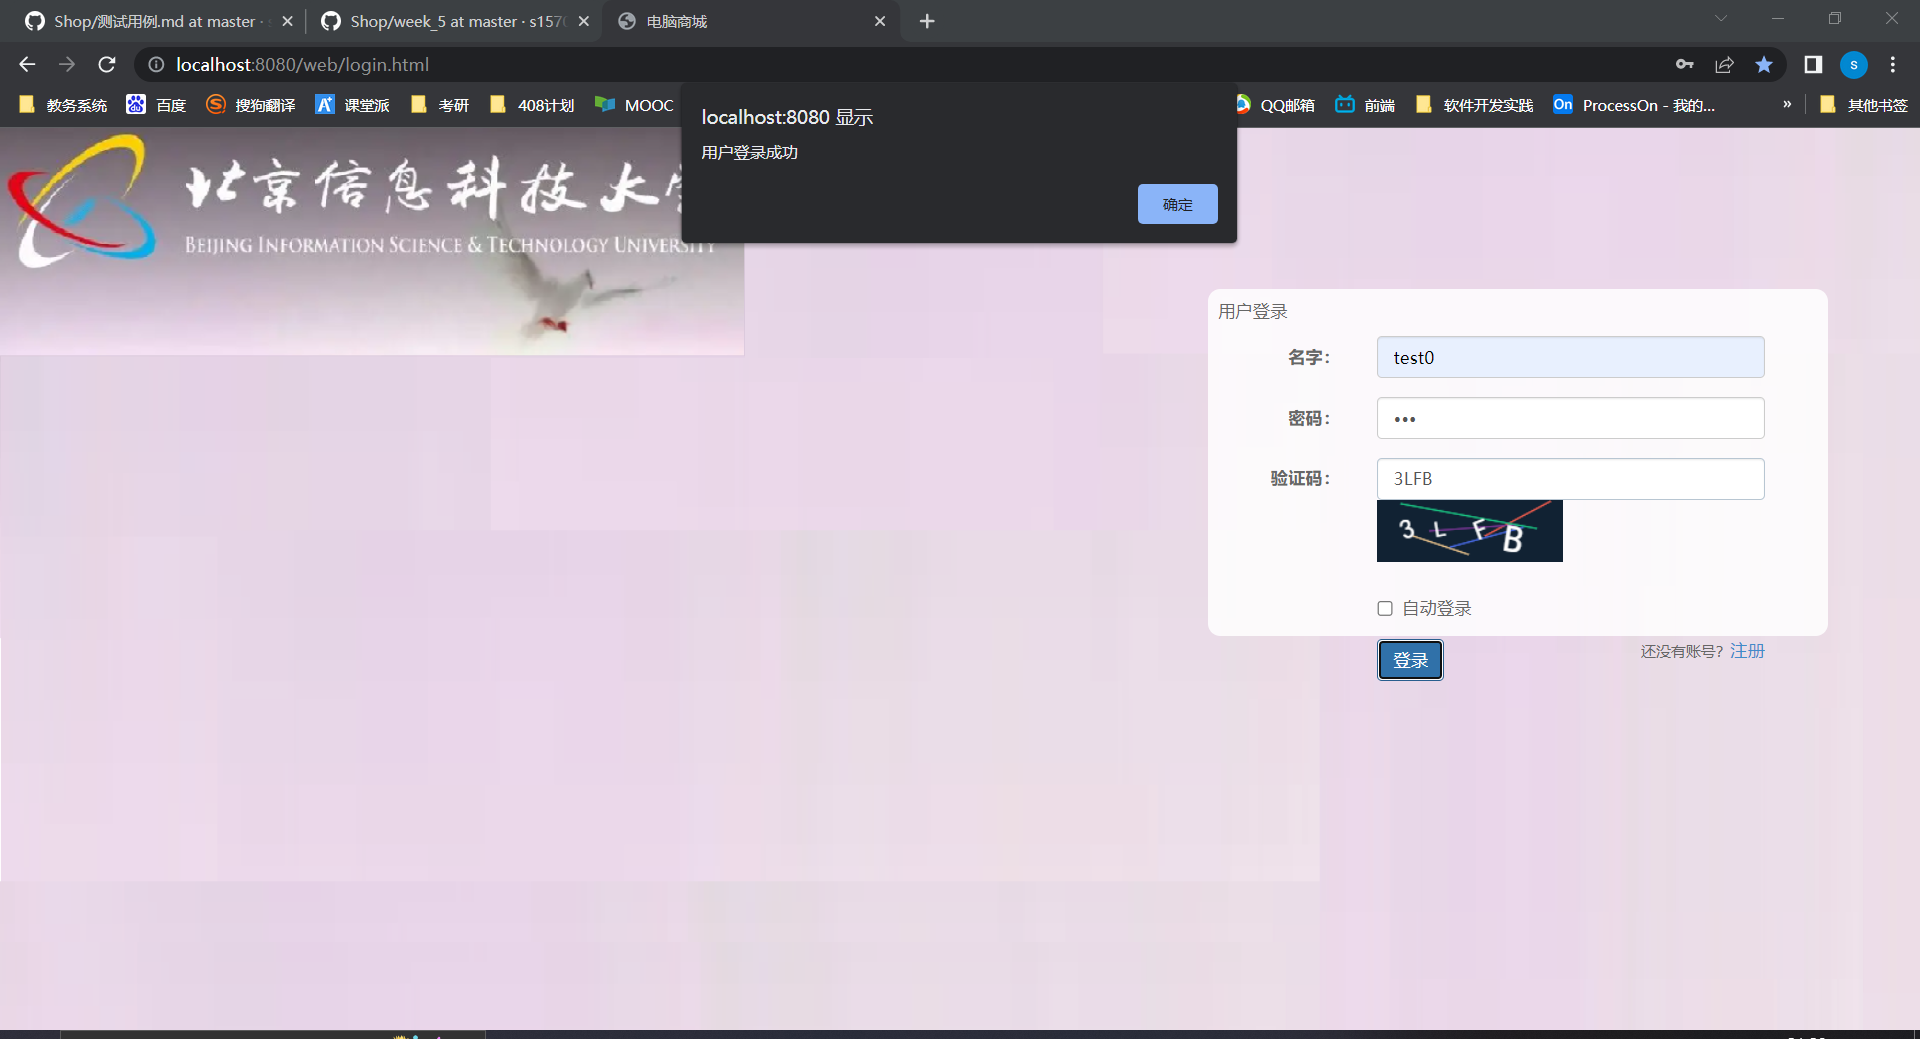 Shop/测试用例.md at master ·
Shop/week_5 at master · s157
电脑商城
localhost:8080/web/login.html
s
教务系统 百度 搜狗翻译 课堂派 考研 408计划 MOOC QQ邮箱 前端 软件开发实践 On ProcessOn - 我的... » 其他书签
localhost:8080 显示
用户登录成功
确定
北京信息科技大
BEIJING INFORMATION SCIENCE & TECHNOLOGY UNIVERSITY
用户登录
名字: test0
密码: •••
验证码: 3LFB
3LFB
自动登录
登录
还没有账号? 注册